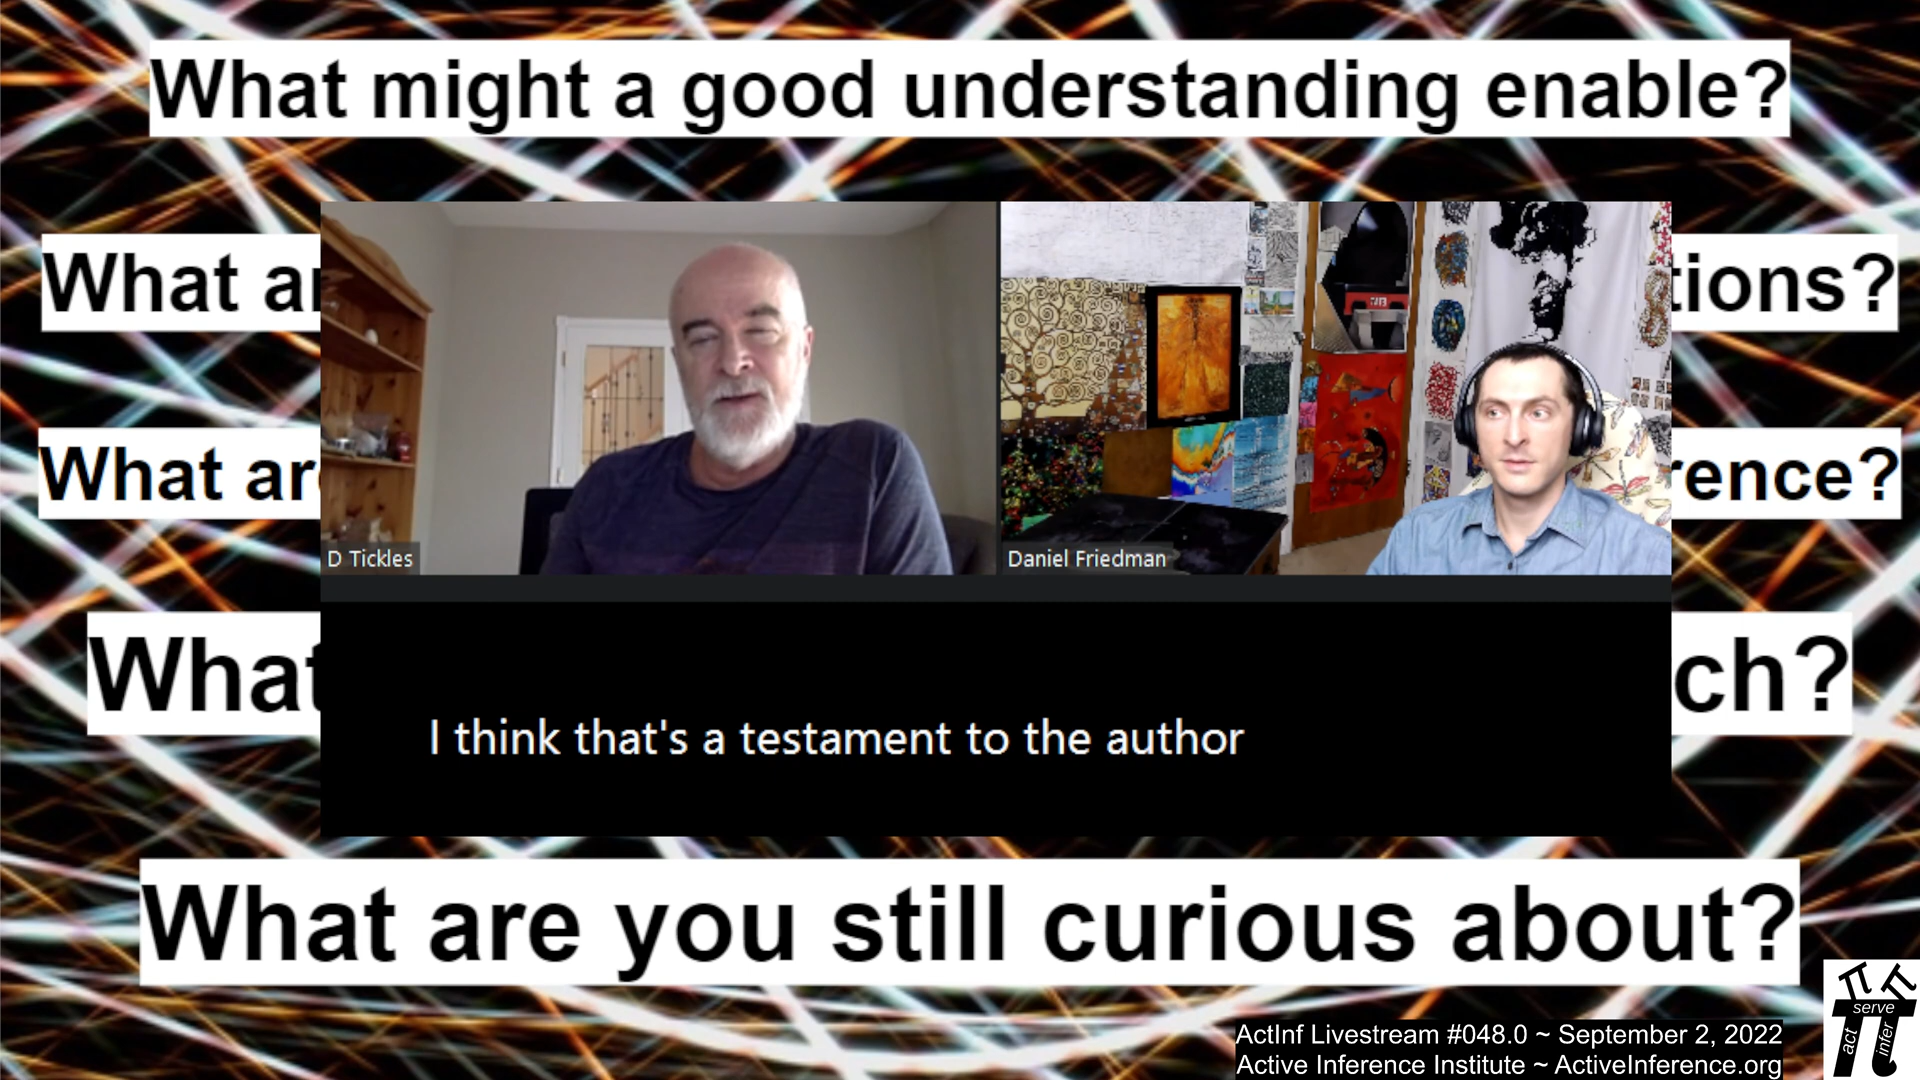 What might a good understanding enable?
What ar tions?
What are rence?
What ch?
What are you still curious about?
D Tickles
Daniel Friedman
I think that's a testament to the author
ActInf Livestream #048.0 ~ September 2, 2022
Active Inference Institute ~ ActiveInference.org
serve
act
infer